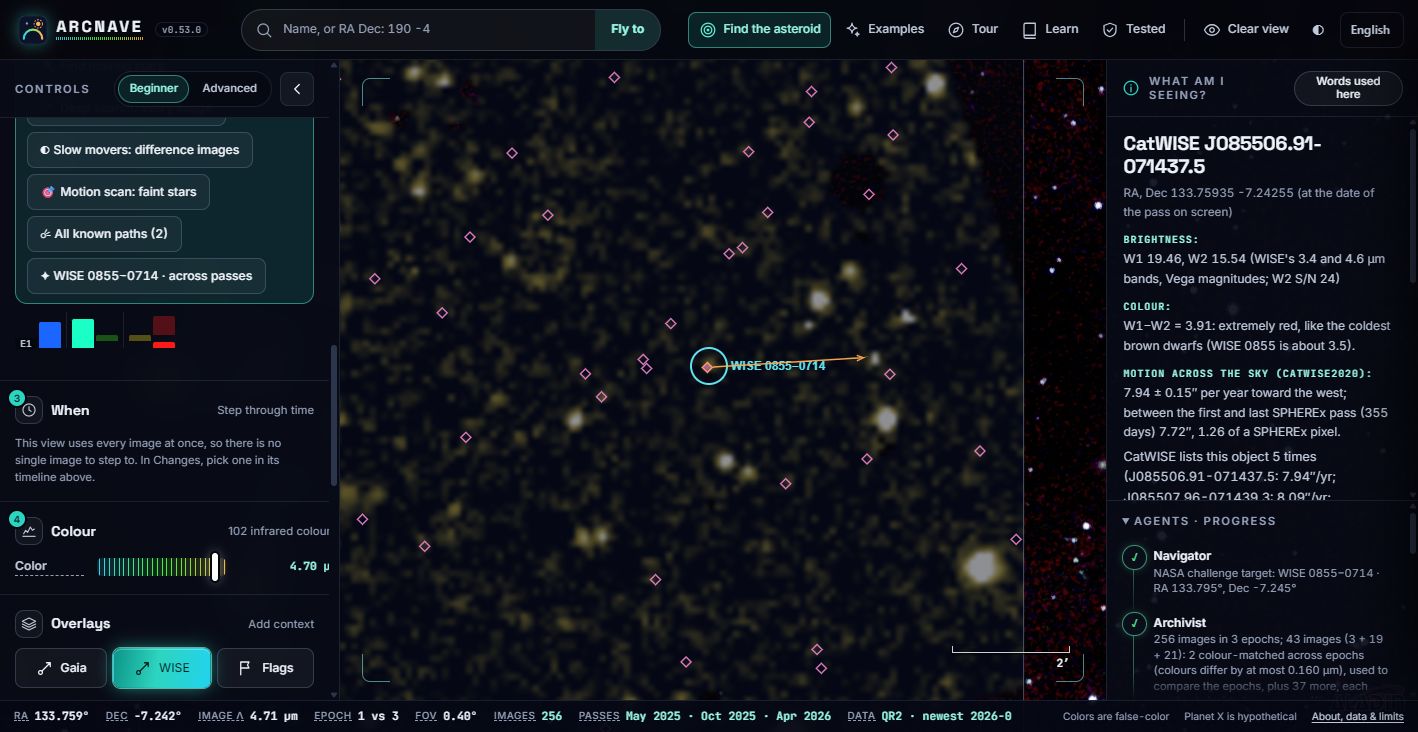 ARCNAVE
v0.53.0
Name, or RA Dec: 190 -4
Fly to
Find the asteroid
Examples
Tour
Learn
Tested
Clear view
English
CONTROLS
Beginner
Advanced
Slow movers: difference images
Motion scan: faint stars
All known paths (2)
WISE 0855−0714 · across passes
E1
3
When
Step through time
This view uses every image at once, so there is no
single image to step to. In Changes, pick one in its
timeline above.
4
Colour
102 infrared colour
Color
4.70 µ
Overlays
Add context
Gaia
WISE
Flags
WISE 0855−0714
2′
WHAT AM I
SEEING?
Words used
here
CatWISE J085506.91-
071437.5
RA, Dec 133.75935 -7.24255 (at the date of
the pass on screen)
BRIGHTNESS:
W1 19.46, W2 15.54 (WISE's 3.4 and 4.6 µm
bands, Vega magnitudes; W2 S/N 24)
COLOUR:
W1−W2 = 3.91: extremely red, like the coldest
brown dwarfs (WISE 0855 is about 3.5).
MOTION ACROSS THE SKY (CATWISE2020):
7.94 ± 0.15″ per year toward the west;
between the first and last SPHEREx pass (355
days) 7.72″, 1.26 of a SPHEREx pixel.
CatWISE lists this object 5 times
(J085506.91-071437.5: 7.94″/yr;
J085507.96-071439.3: 8.09″/yr;
AGENTS · PROGRESS
Navigator
NASA challenge target: WISE 0855−0714 ·
RA 133.795°, Dec -7.245°
Archivist
256 images in 3 epochs; 43 images (3 + 19
+ 21): 2 colour-matched across epochs
(colours differ by at most 0.160 µm), used to
compare the epochs, plus 37 more, each
RA 133.759° DEC -7.242° IMAGE Λ 4.71 µm EPOCH 1 vs 3 FOV 0.40° IMAGES 256 PASSES May 2025 · Oct 2025 · Apr 2026 DATA QR2 · newest 2026-0
Colors are false-color Planet X is hypothetical About, data & limits